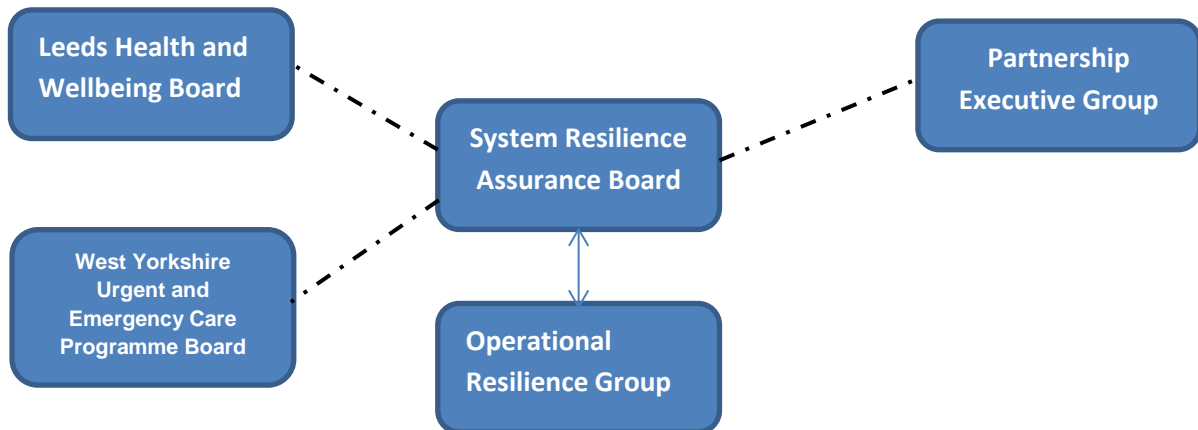 Leeds Health and
Wellbeing Board
Partnership
Executive Group
System Resilience
Assurance Board
West Yorkshire
Urgent and
Emergency Care
Programme Board
Operational
Resilience Group